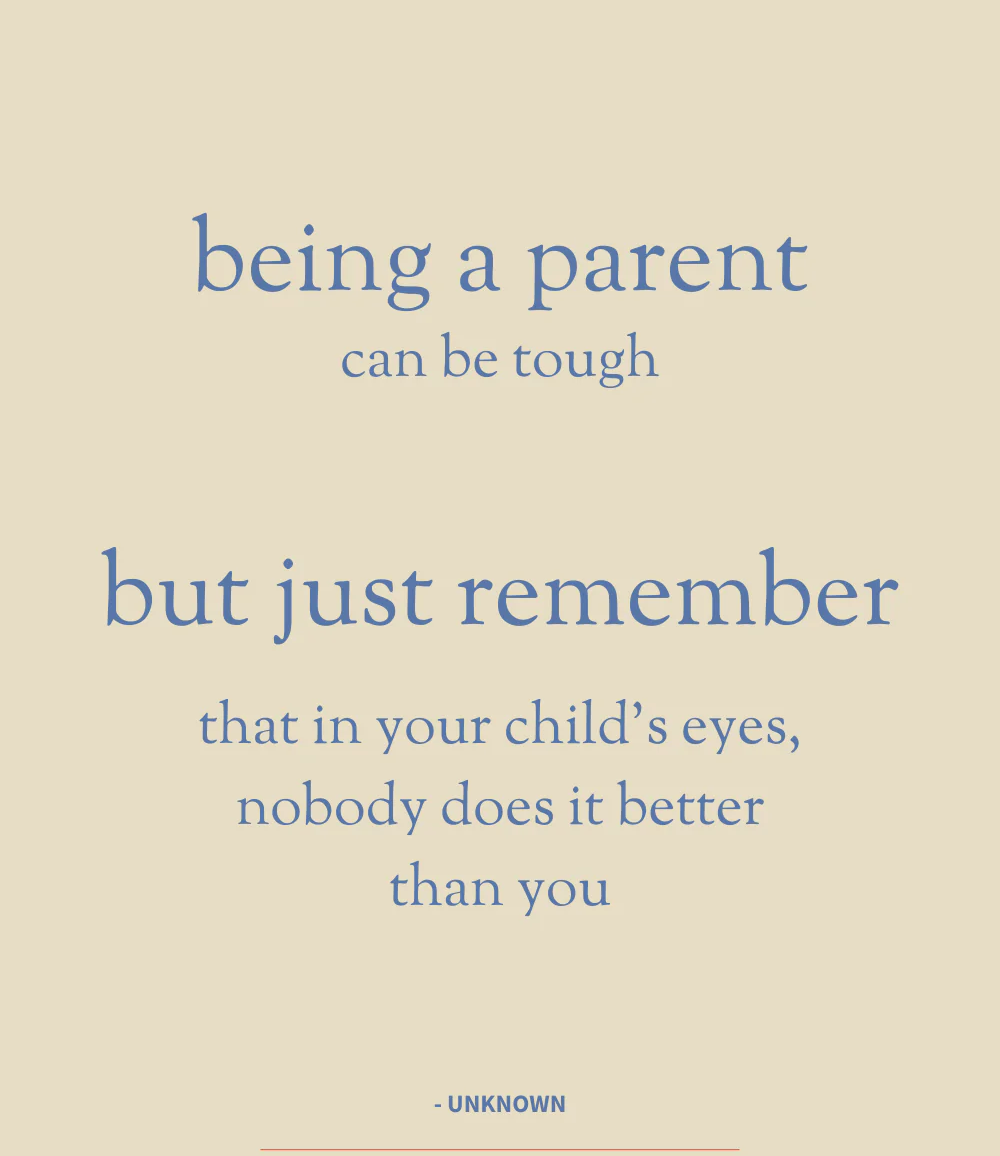 being a parent
can be tough
but just remember
that in your child’s eyes,
nobody does it better
than you
- UNKNOWN